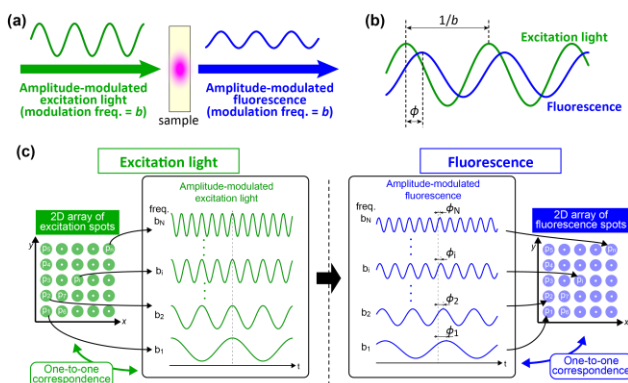 (a)
Amplitude-modulated
excitation light
(modulation freq. = b)
sample
Amplitude-modulated
fluorescence
(modulation freq. = b)
(b)
1/b
Excitation light
Fluorescence
ϕ
(c)
Excitation light
2D array of
excitation spots
y
x
One-to-one
correspondence
Amplitude-modulated
excitation light
freq.
bN
bi
b2
b1
t
Fluorescence
Amplitude-modulated
fluorescence
freq.
bN
bi
b2
b1
ϕN
ϕi
ϕ2
ϕ1
t
2D array of
fluorescence spots
y
x
One-to-one
correspondence